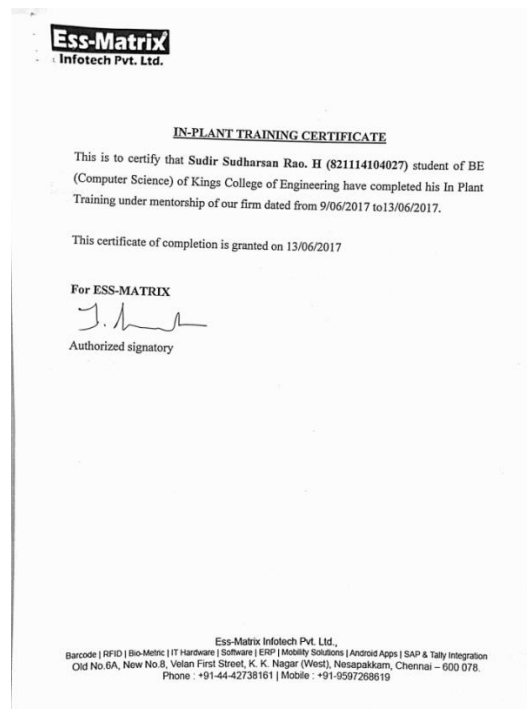 Ess-Matrix
Infotech Pvt. Ltd.
IN-PLANT TRAINING CERTIFICATE
This is to certify that Sudir Sudharsan Rao. H (821114104027) student of BE
(Computer Science) of Kings College of Engineering have completed his In Plant
Training under mentorship of our firm dated from 9/06/2017 to13/06/2017.
This certificate of completion is granted on 13/06/2017
For ESS-MATRIX
Authorized signatory
Ess-Matrix Infotech Pvt. Ltd.,
Barcode | RFID | Bio-Metric | IT Hardware | Software | ERP | Mobility Solutions | Android Apps | SAP & Tally Integration
Old No.6A, New No.8, Velan First Street, K. K. Nagar (West), Nesapakkam, Chennai – 600 078.
Phone : +91-44-42738161 | Mobile : +91-9597268619